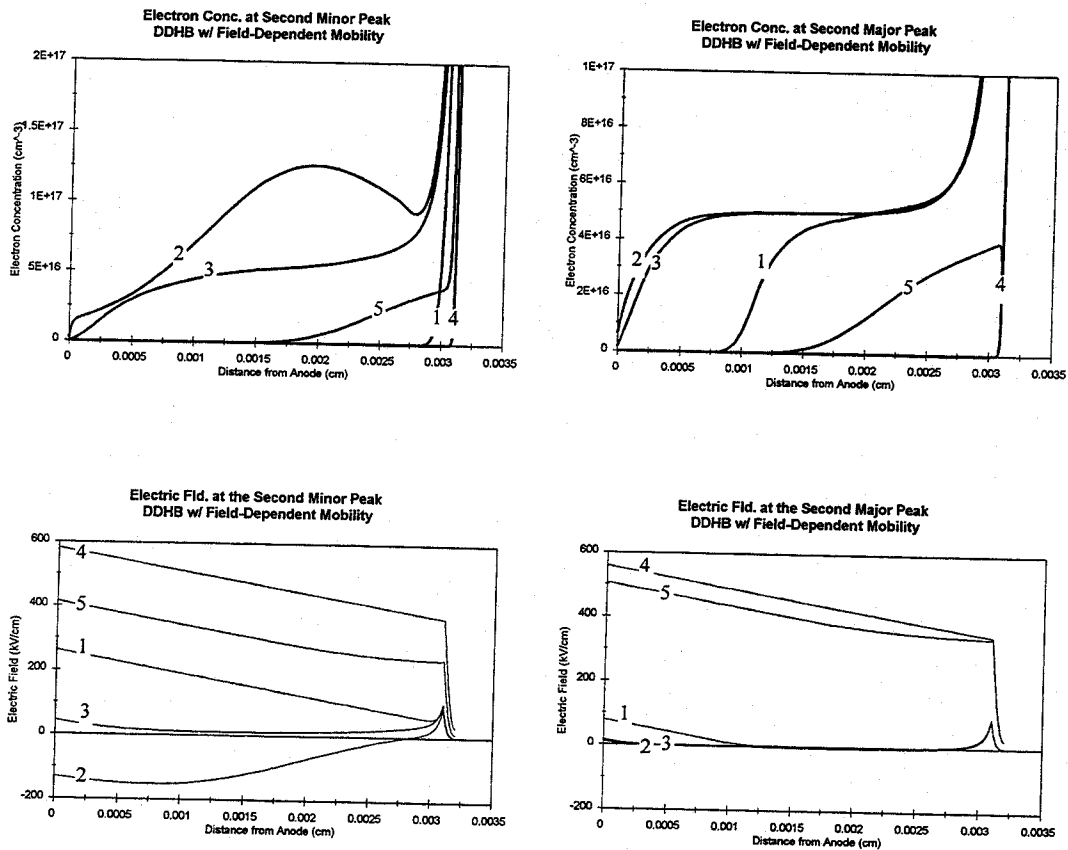 Electron Conc. at Second Minor Peak
DDHB w/ Field-Dependent Mobility
2E+17
1.5E+17
1E+17
5E+16
0
Electron Concentration (cm^-3)
2
3
5
1
4
0
0.0005
0.001
0.0015
0.002
0.0025
0.003
0.0035
Distance from Anode (cm)
Electron Conc. at Second Major Peak
DDHB w/ Field-Dependent Mobility
1E+17
8E+16
6E+16
4E+16
2E+16
0
Electron Concentration (cm^-3)
2
3
1
5
4
0
0.0005
0.001
0.0015
0.002
0.0025
0.003
0.0035
Distance from Anode (cm)
Electric Fld. at the Second Minor Peak
DDHB w/ Field-Dependent Mobility
600
400
200
0
-200
Electric Field (kV/cm)
4
5
1
3
2
0
0.0005
0.001
0.0015
0.002
0.0025
0.003
0.0035
Distance from Anode (cm)
Electric Fld. at the Second Major Peak
DDHB w/ Field-Dependent Mobility
600
400
200
0
-200
Electric Field (kV/cm)
4
5
1
2-3
0
0.0005
0.001
0.0015
0.002
0.0025
0.003
0.0035
Distance from Anode (cm)